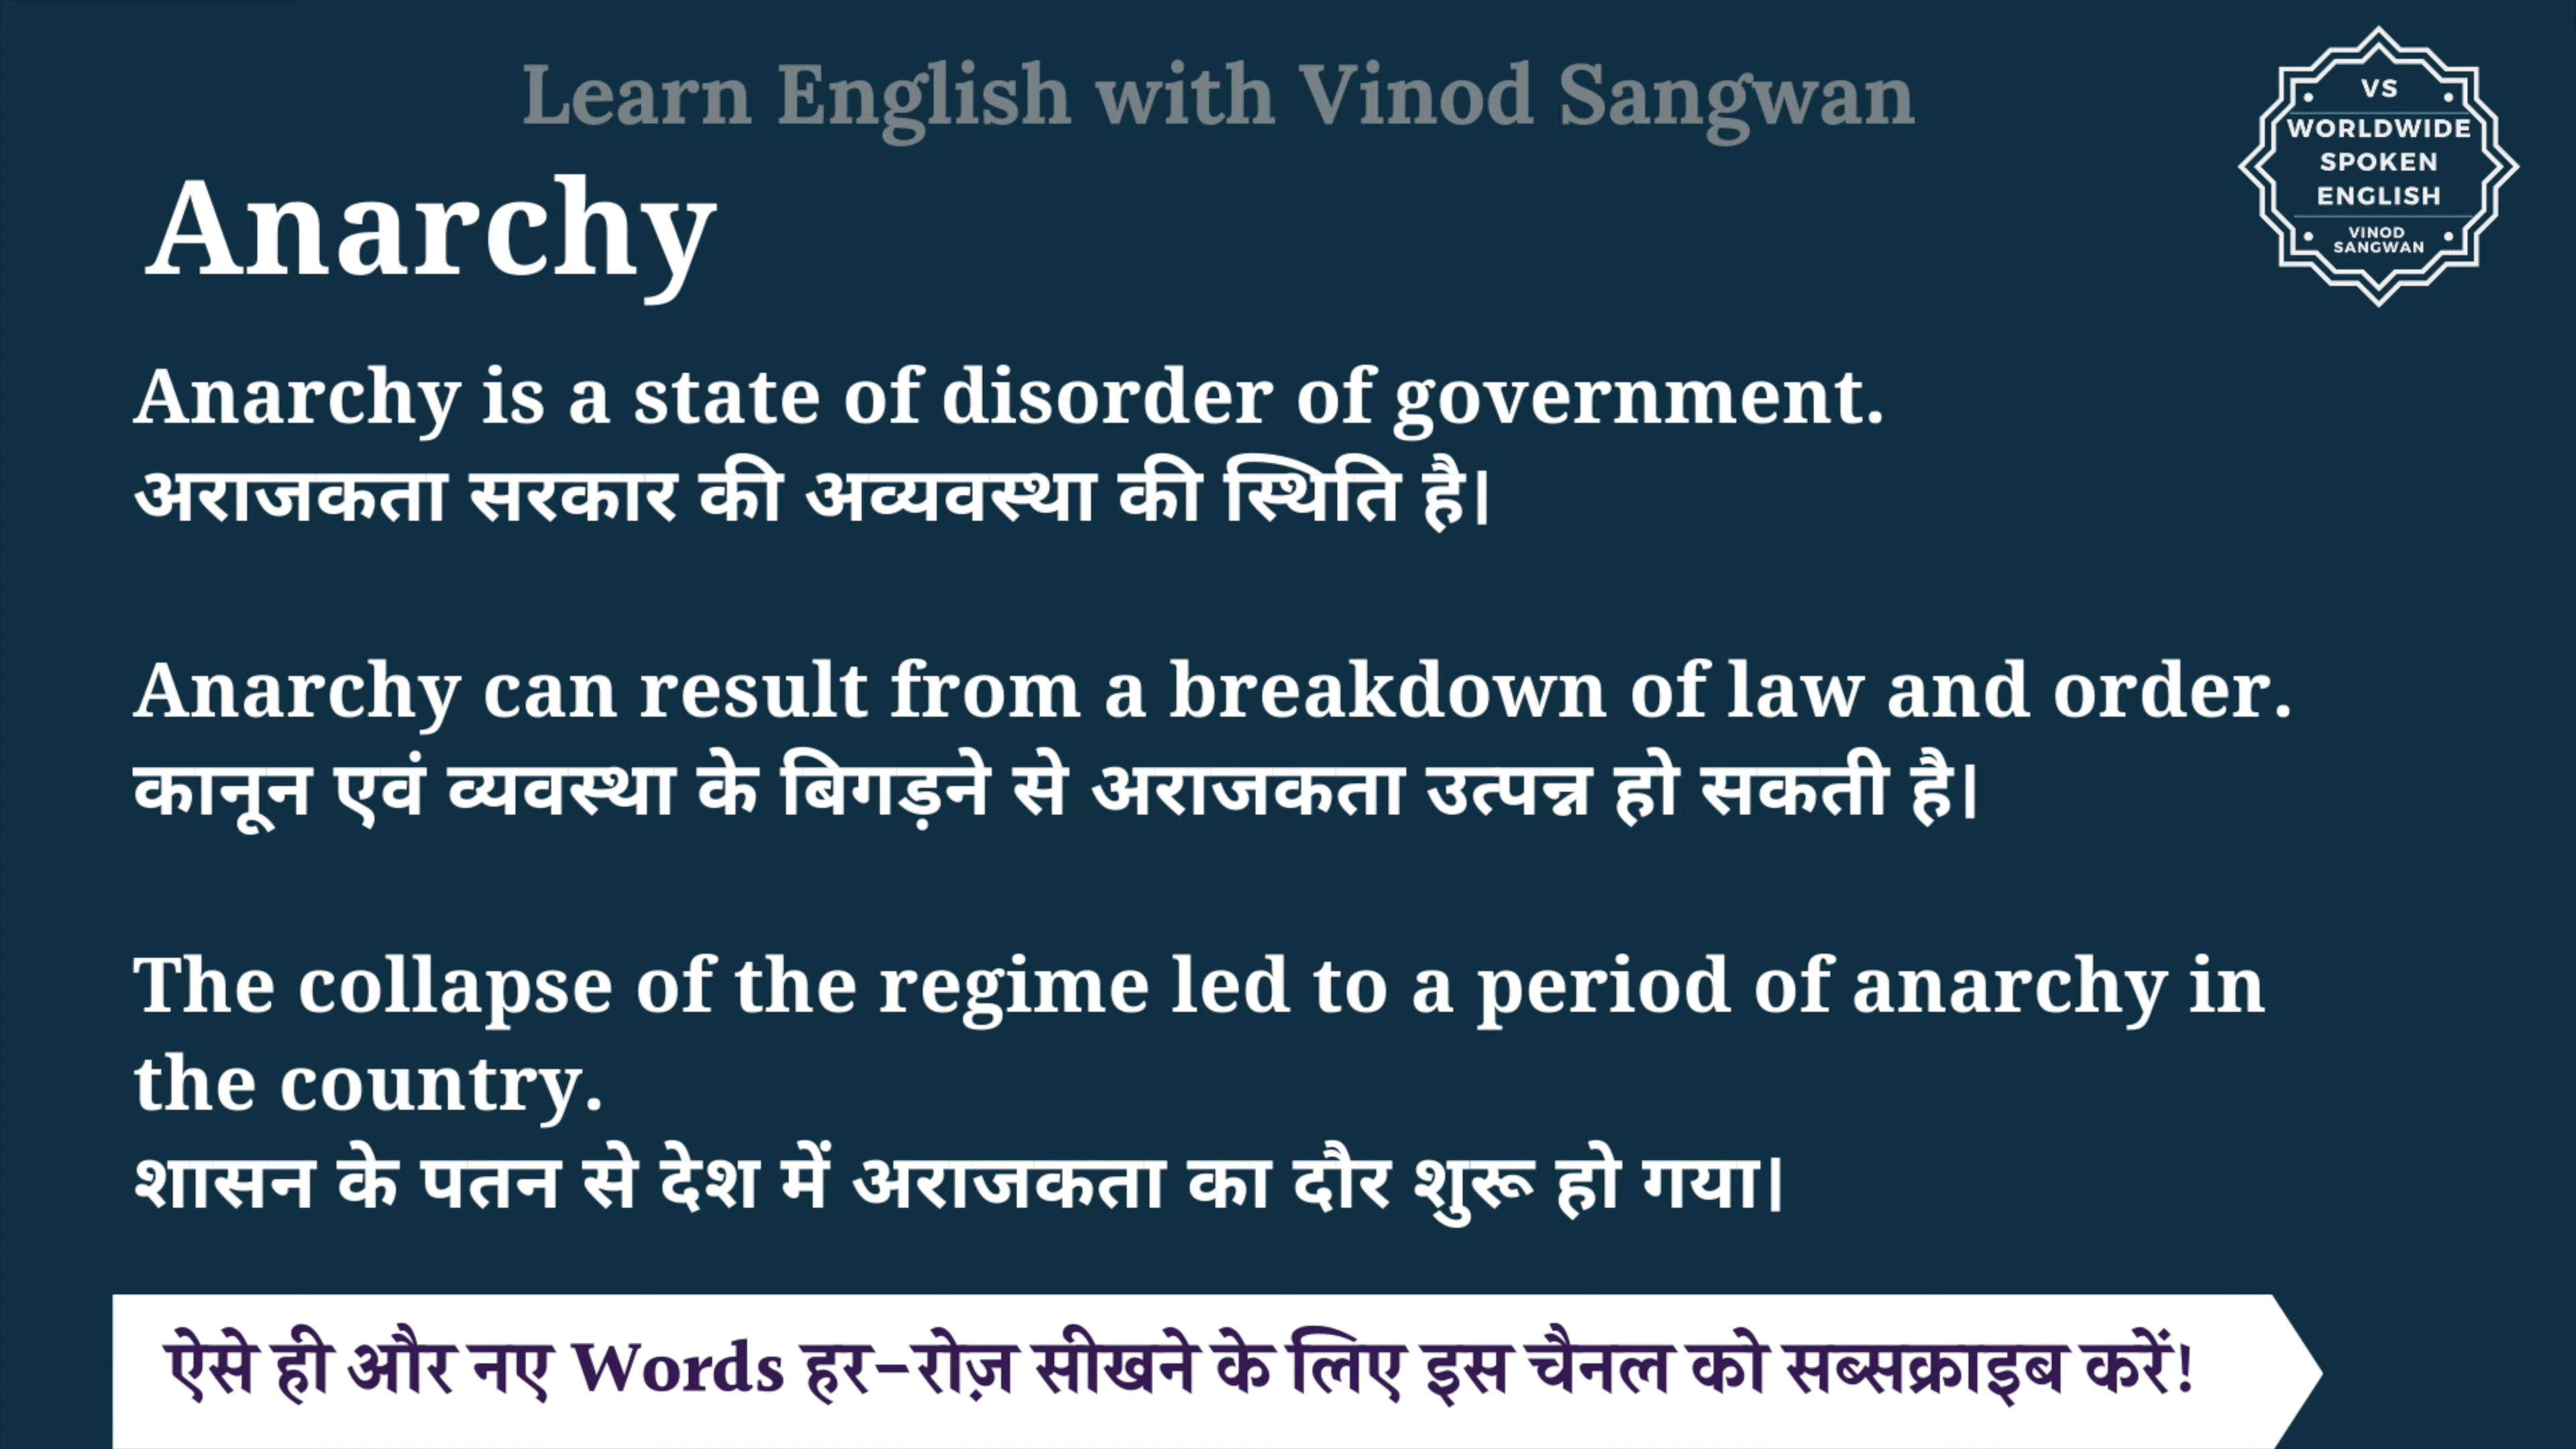 Learn English with Vinod Sangwan
VS
WORLDWIDE
SPOKEN
ENGLISH
VINOD
SANGWAN
Anarchy
Anarchy is a state of disorder of government.
अराजकता सरकार की अव्यवस्था की स्थिति है।
Anarchy can result from a breakdown of law and order.
कानून एवं व्यवस्था के बिगड़ने से अराजकता उत्पन्न हो सकती है।
The collapse of the regime led to a period of anarchy in
the country.
शासन के पतन से देश में अराजकता का दौर शुरू हो गया।
ऐसे ही और नए Words हर-रोज़ सीखने के लिए इस चैनल को सब्सक्राइब करें!